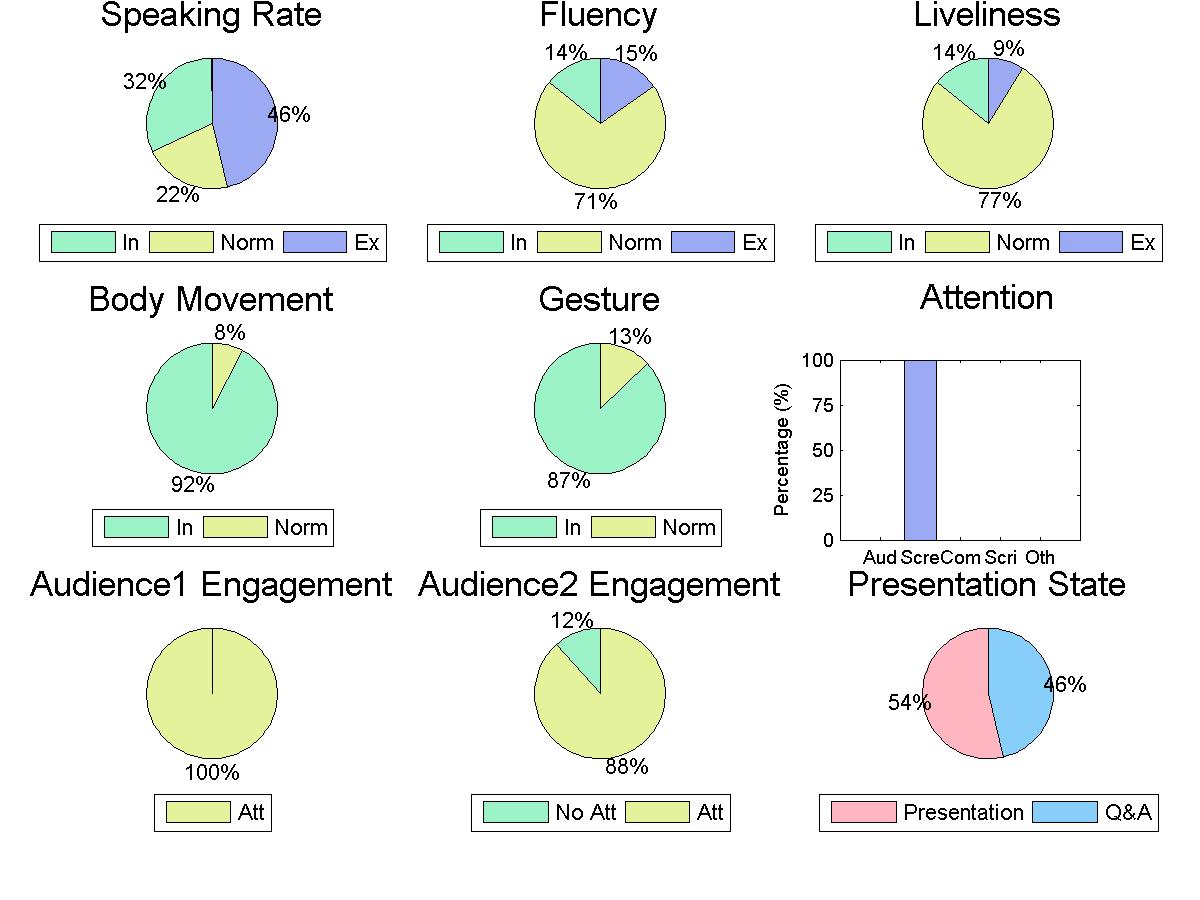 Speaking Rate
32%
46%
22%
In Norm Ex
Fluency
14% 15%
71%
In Norm Ex
Liveliness
14% 9%
77%
In Norm Ex
Body Movement
8%
92%
In Norm
Gesture
13%
87%
In Norm
Attention
Percentage (%)
100
75
50
25
0
Aud Scre Com Scri Oth
Audience1 Engagement
100%
Att
Audience2 Engagement
12%
88%
No Att Att
Presentation State
46%
54%
Presentation Q&A